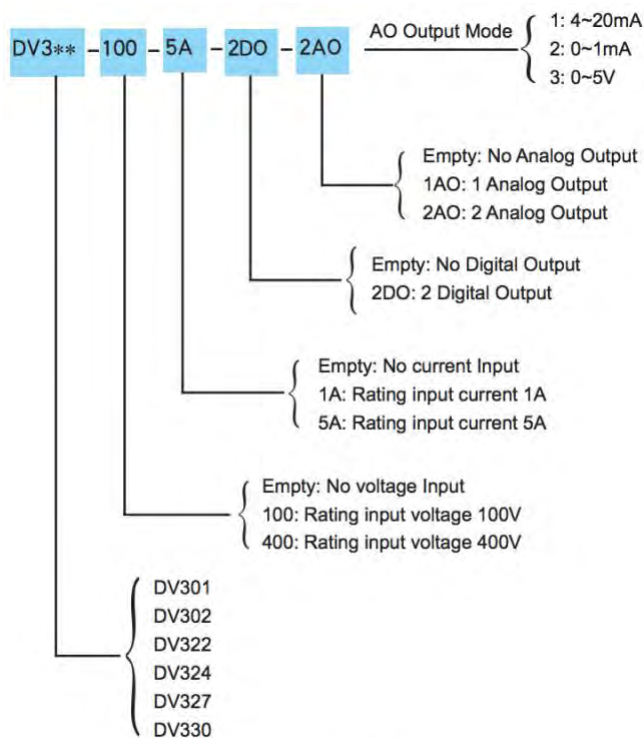 DV3** - 100 - 5A - 2DO - 2AO AO Output Mode
1: 4~20mA
2: 0~1mA
3: 0~5V
Empty: No Analog Output
1AO: 1 Analog Output
2AO: 2 Analog Output
Empty: No Digital Output
2DO: 2 Digital Output
Empty: No current Input
1A: Rating input current 1A
5A: Rating input current 5A
Empty: No voltage Input
100: Rating input voltage 100V
400: Rating input voltage 400V
DV301
DV302
DV322
DV324
DV327
DV330